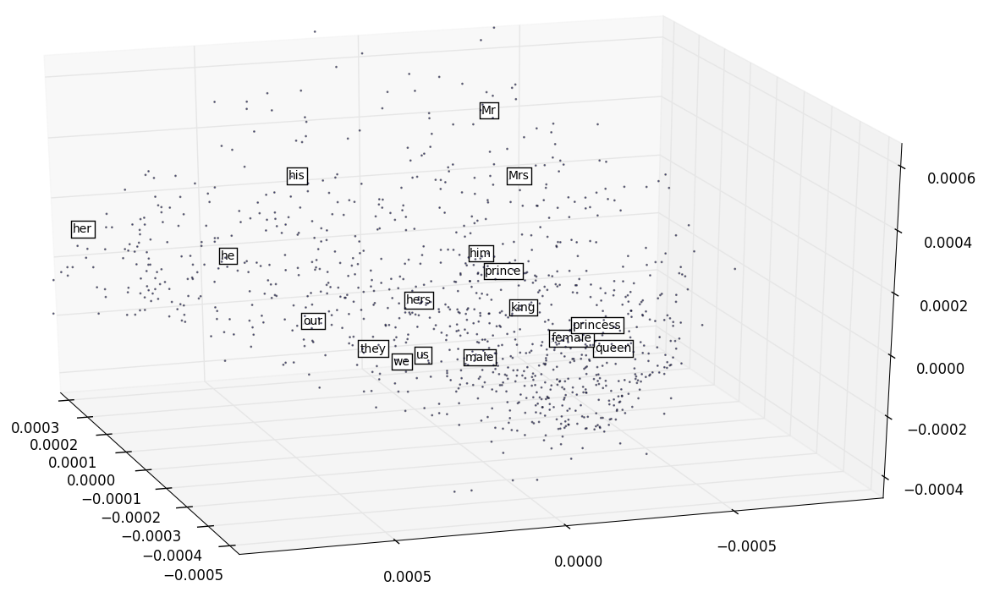 Mr
his
Mrs
0.0006
her
0.0004
he
him
prince
hers
king
0.0002
our
princess
female
they
queen
us
male
we
0.0000
0.0003
−0.0002
0.0002
0.0001
0.0000
−0.0004
−0.0001
−0.0002
−0.0003
−0.0005
−0.0004
0.0000
−0.0005
0.0005